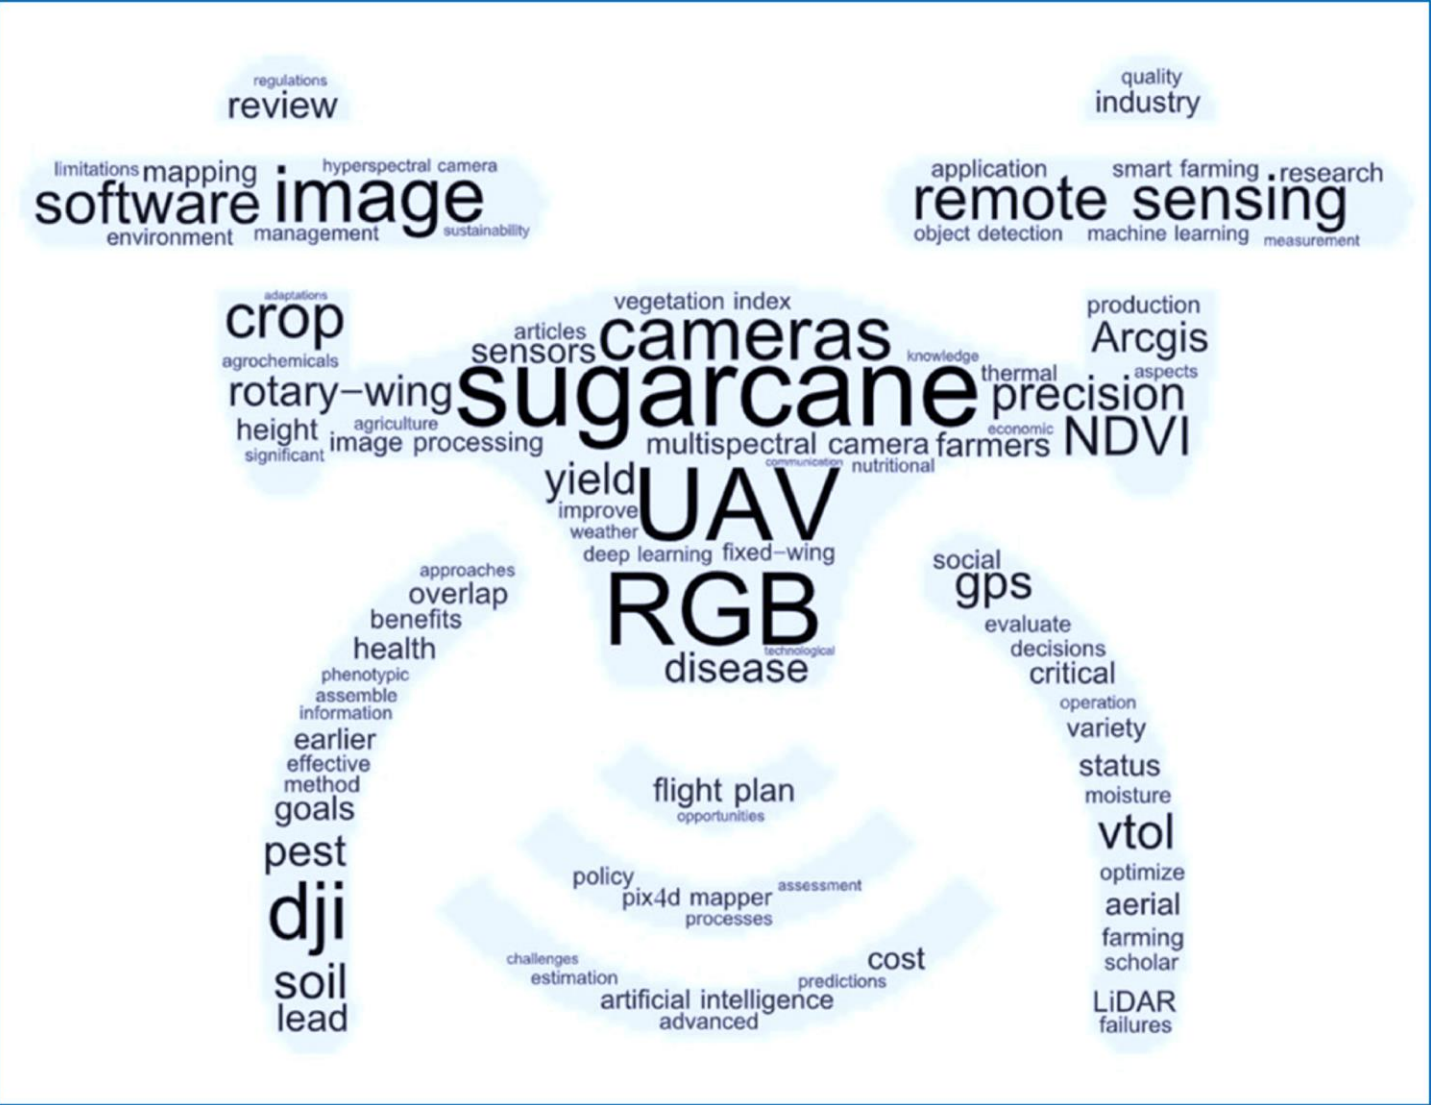 regulations
review
quality
industry
limitations mapping hyperspectral camera
software image
environment management sustainability
application smart farming research
remote sensing
object detection machine learning measurement
adaptations
crop
agrochemicals
rotary-wing
height agriculture
significant image processing
vegetation index
articles cameras
sensors knowledge
sugarcane thermal
multispectral camera farmers economic
communication nutritional
production
Arcgis
aspects
precision
NDVI
yield UAV
improve
weather
deep learning fixed-wing
RGB
technological
disease
approaches
overlap
benefits
health
phenotypic
assemble
information
earlier
effective
method
goals
pest
dji
soil
lead
social
gps
evaluate
decisions
critical
operation
variety
status
moisture
vtol
optimize
aerial
farming
scholar
LiDAR
failures
flight plan
opportunities
policy
pix4d mapper assessment
processes
challenges cost
estimation predictions
artificial intelligence
advanced